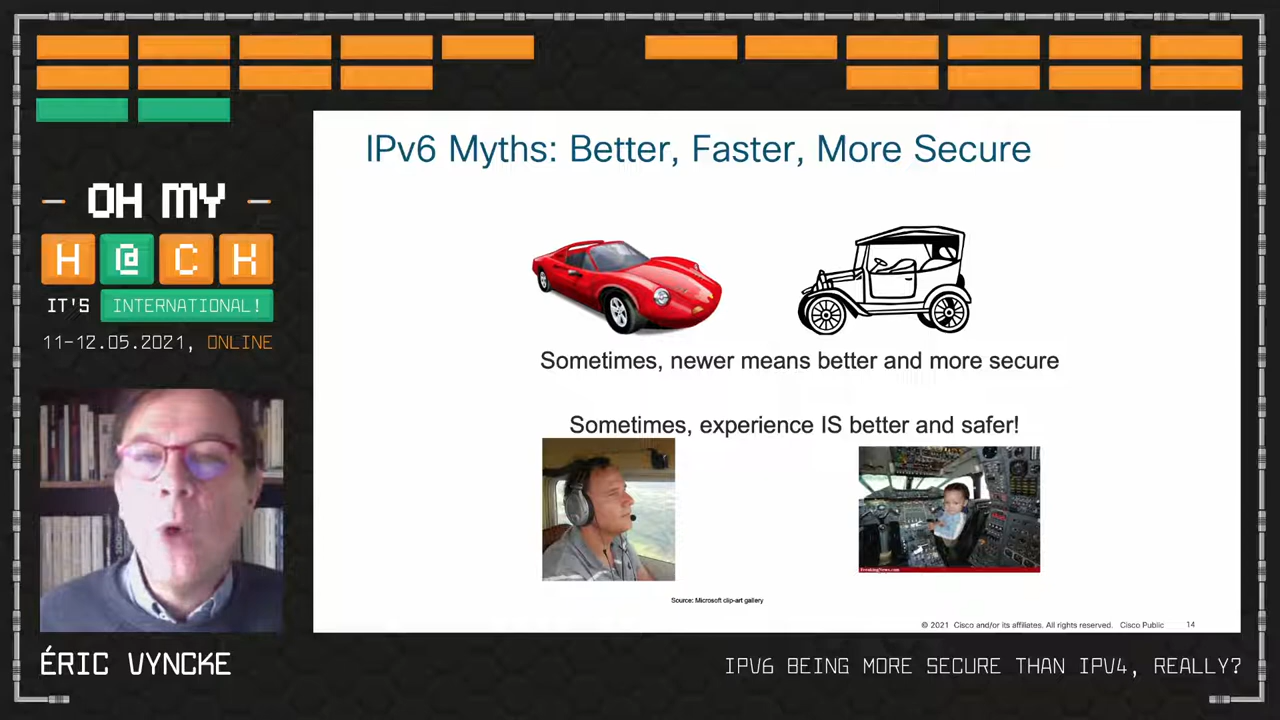 - OH MY -
H@CK
IT'S INTERNATIONAL!
11-12.05.2021, ONLINE
IPv6 Myths: Better, Faster, More Secure
Sometimes, newer means better and more secure
Sometimes, experience IS better and safer!
FreakingNews.com
Source: Microsoft clip-art gallery
© 2021 Cisco and/or its affiliates. All rights reserved. Cisco Public 14
ÉRIC VYNCKE
IPV6 BEING MORE SECURE THAN IPV4, REALLY?